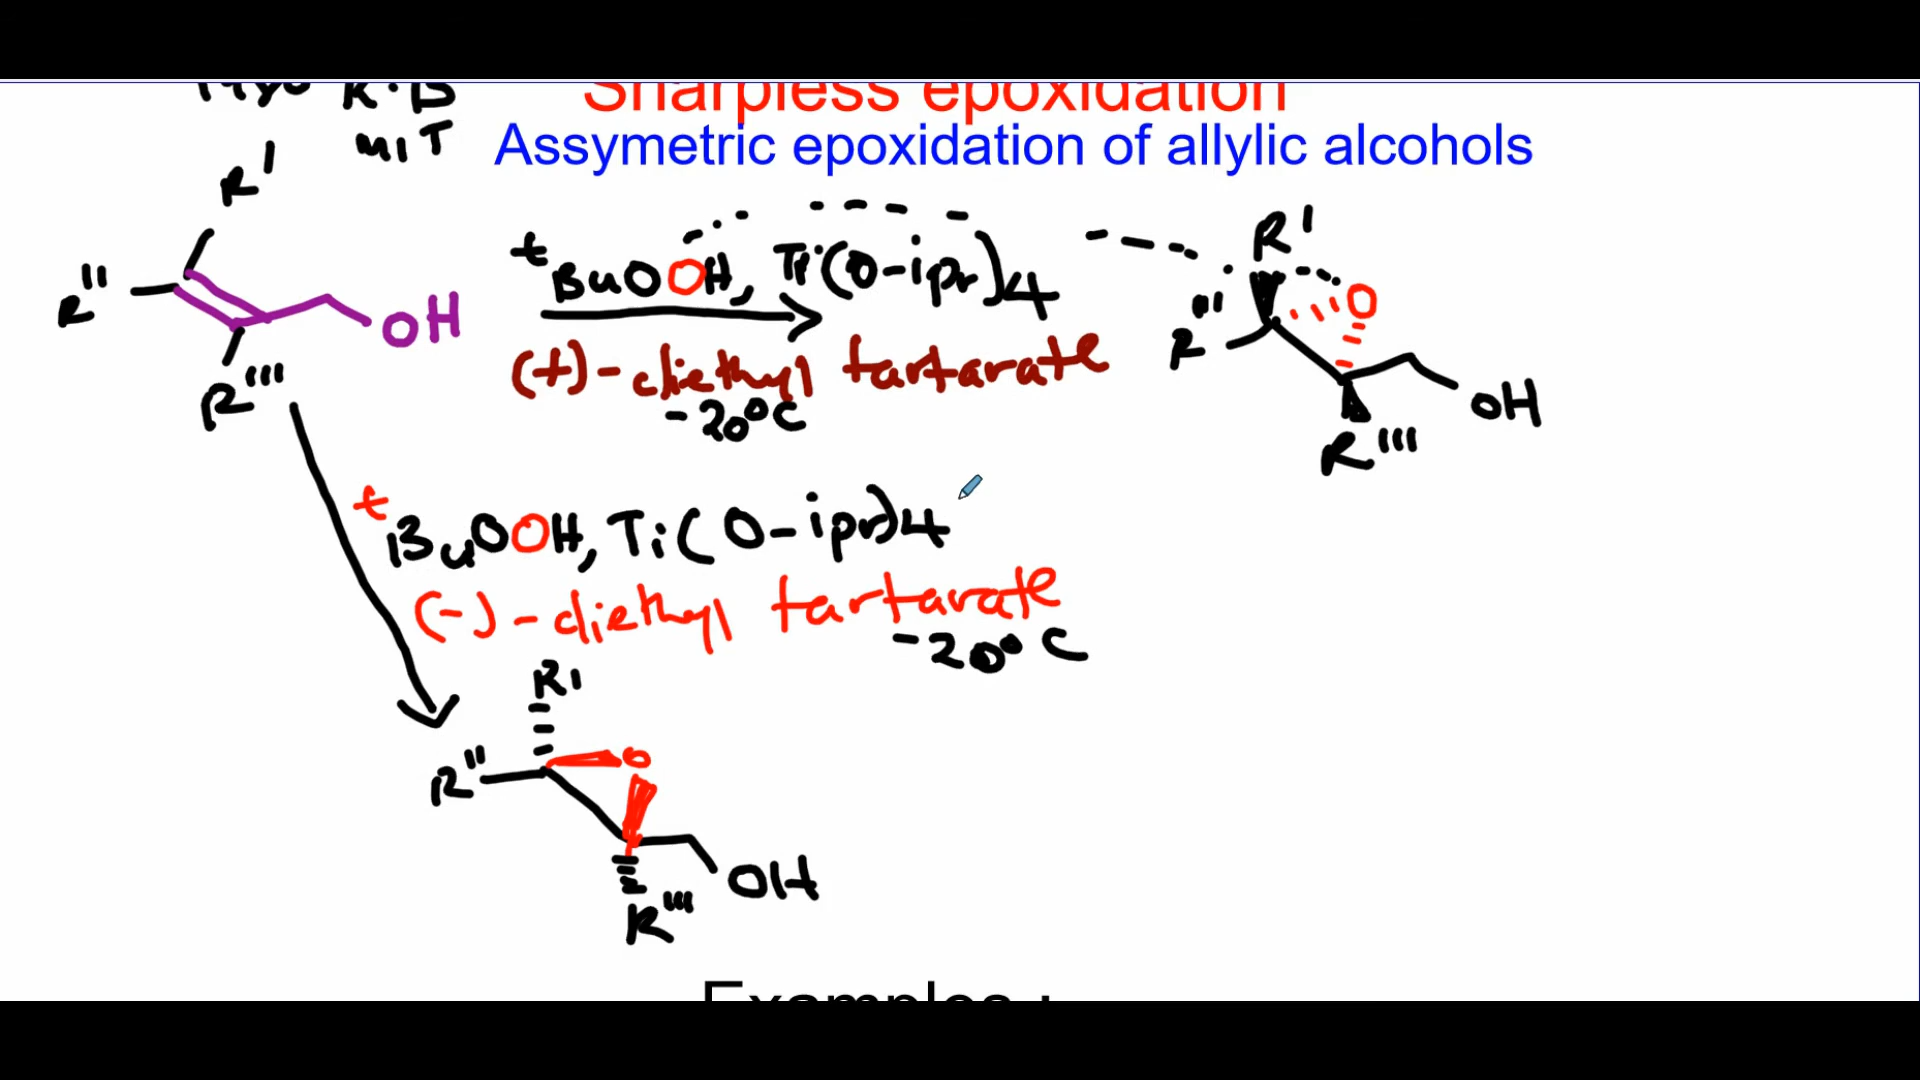 K.B
Sharpless epoxidation
MIT
Assymetric epoxidation of allylic alcohols
R'
R''
OH
R'''
tBuOOH, Ti(O-ipr)4
(+)-diethyl tartarate
-20°C
R'
R''
O
OH
R'''
tBuOOH, Ti(O-ipr)4
(-)-diethyl tartarate
-20°C
R'
R''
O
OH
R'''
Examples :